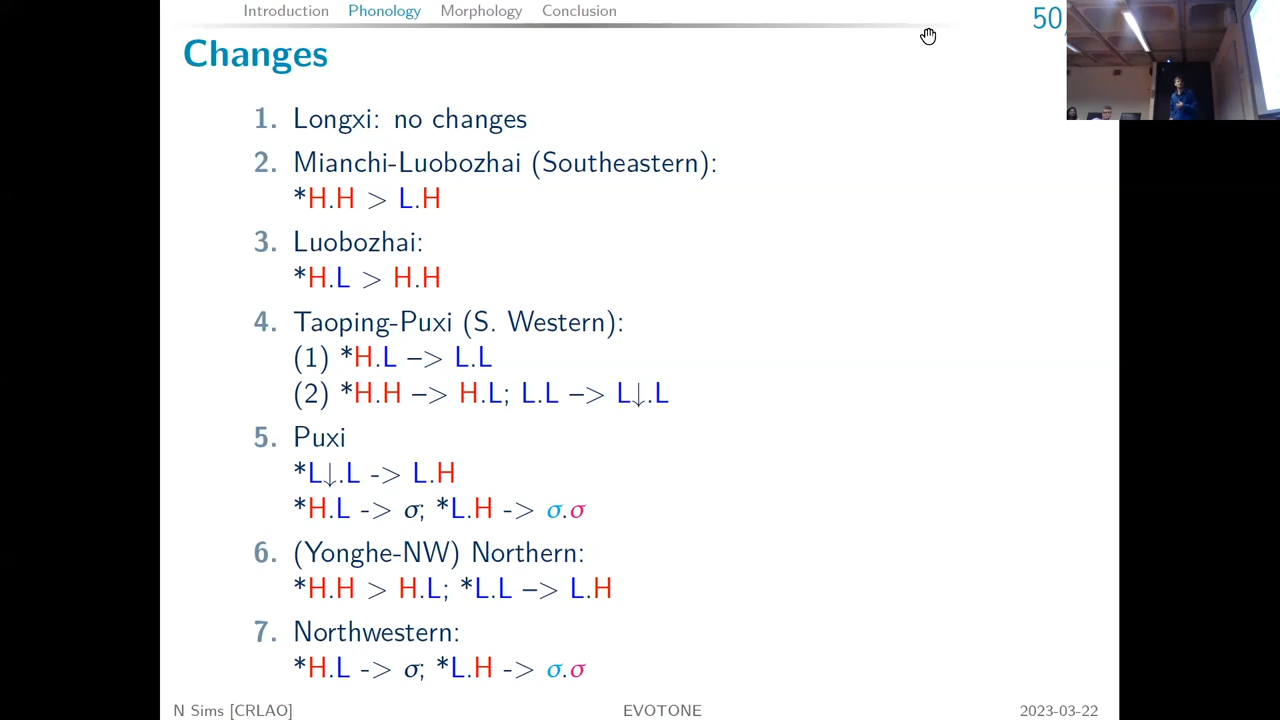 Introduction Phonology Morphology Conclusion
50
Changes
1. Longxi: no changes
2. Mianchi-Luobozhai (Southeastern):
*H.H > L.H
3. Luobozhai:
*H.L > H.H
4. Taoping-Puxi (S. Western):
(1) *H.L –> L.L
(2) *H.H –> H.L; L.L –> L↓.L
5. Puxi
*L↓.L -> L.H
*H.L -> σ; *L.H -> σ.σ
6. (Yonghe-NW) Northern:
*H.H > H.L; *L.L –> L.H
7. Northwestern:
*H.L -> σ; *L.H -> σ.σ
N Sims [CRLAO] EVOTONE 2023-03-22